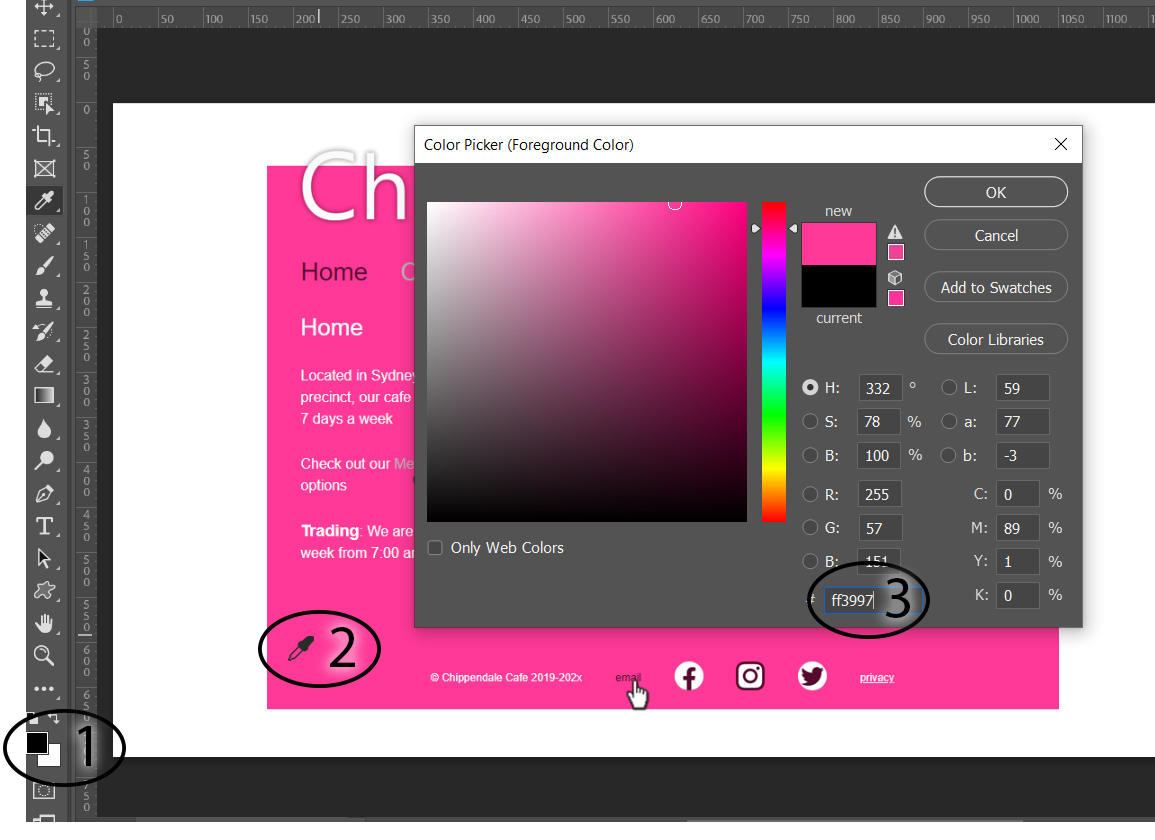 0 50 100 150 200 250 300 350 400 450 500 550 600 650 700 750 800 850 900 950 1000 1050 1100
Color Picker (Foreground Color)
Ch
OK
new
Cancel
Add to Swatches
current
Color Libraries
Home
Home
H: 332 ° L: 59
S: 78 % a: 77
B: 100 % b: -3
R: 255 C: 0 %
G: 57 M: 89 %
B: 151 Y: 1 %
# ff3997 K: 0 %
Only Web Colors
Located in Sydney
precinct, our cafe
7 days a week
Check out our Me
options
Trading: We are
week from 7:00 a
3
2
© Chippendale Cafe 2019-202x email privacy
1